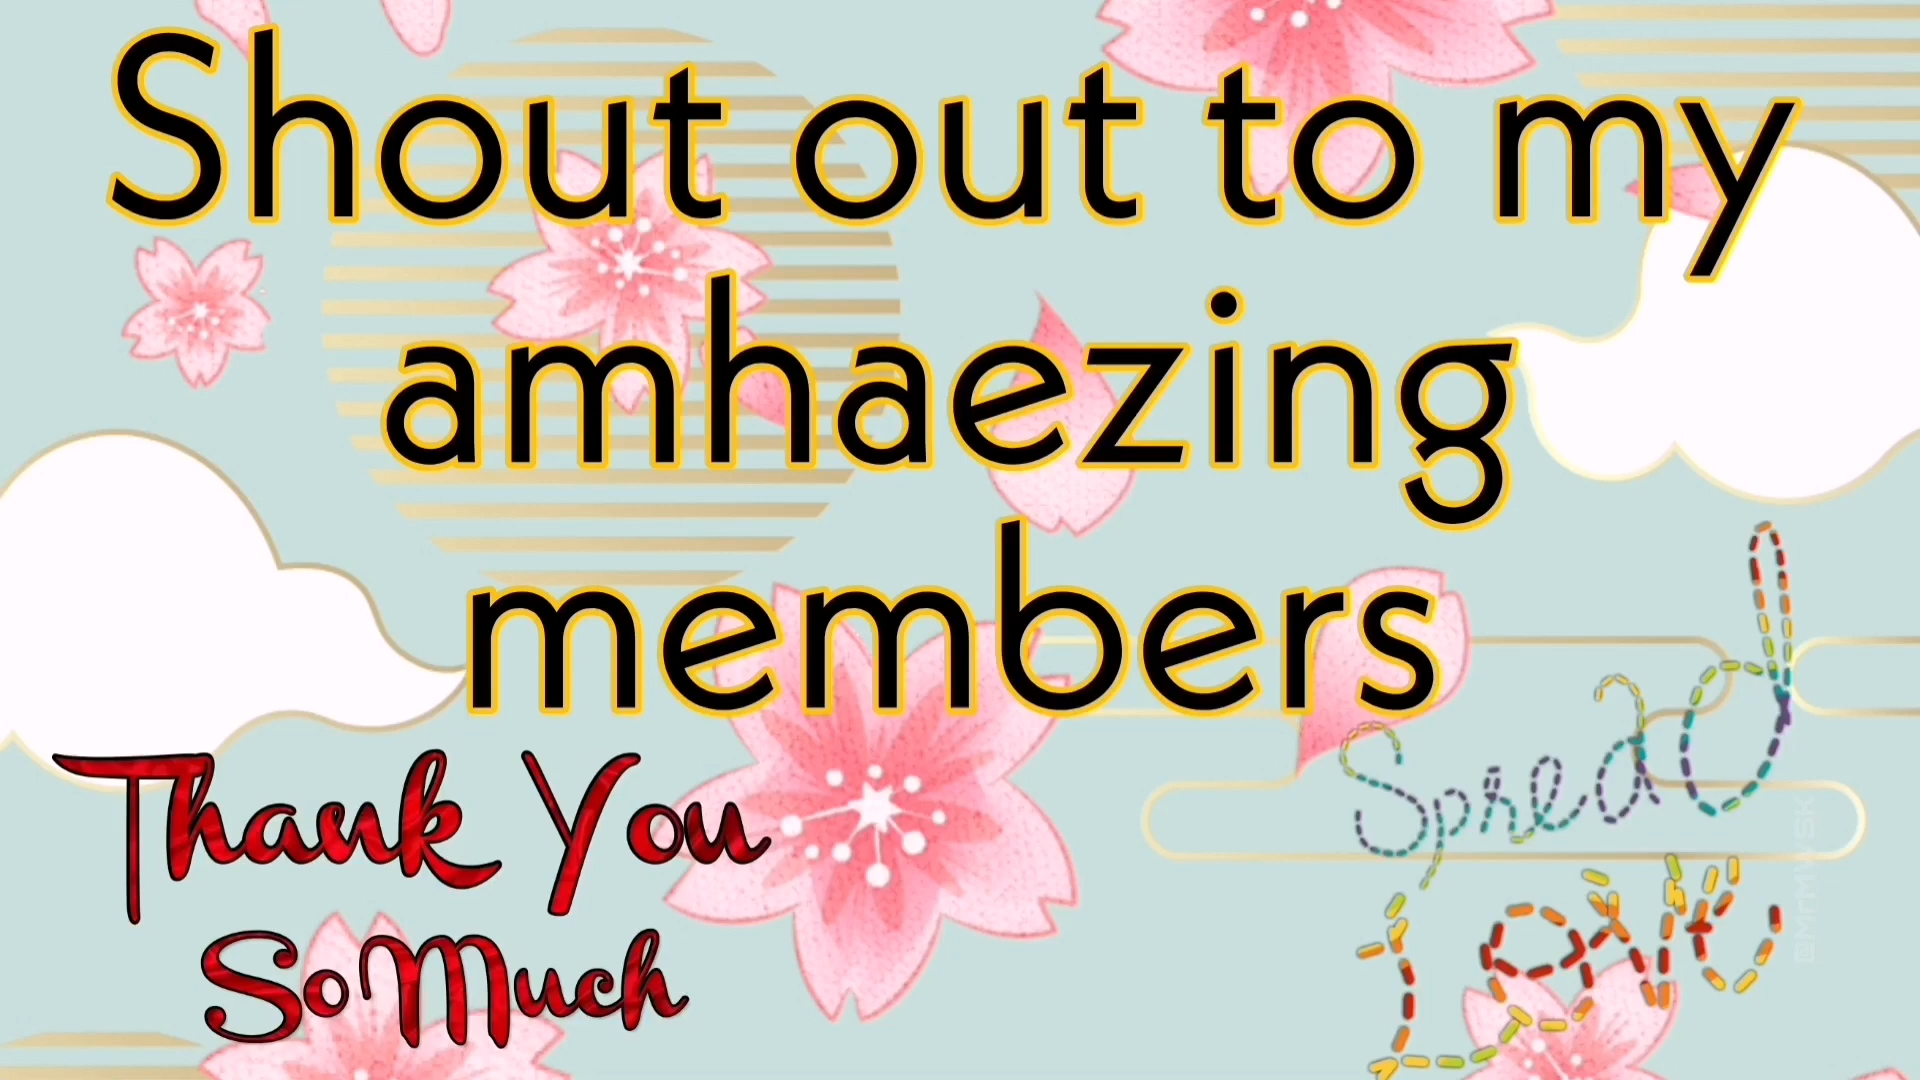 Shout out to my
amhaezing
members
Thank You
So Much
Spread
Love